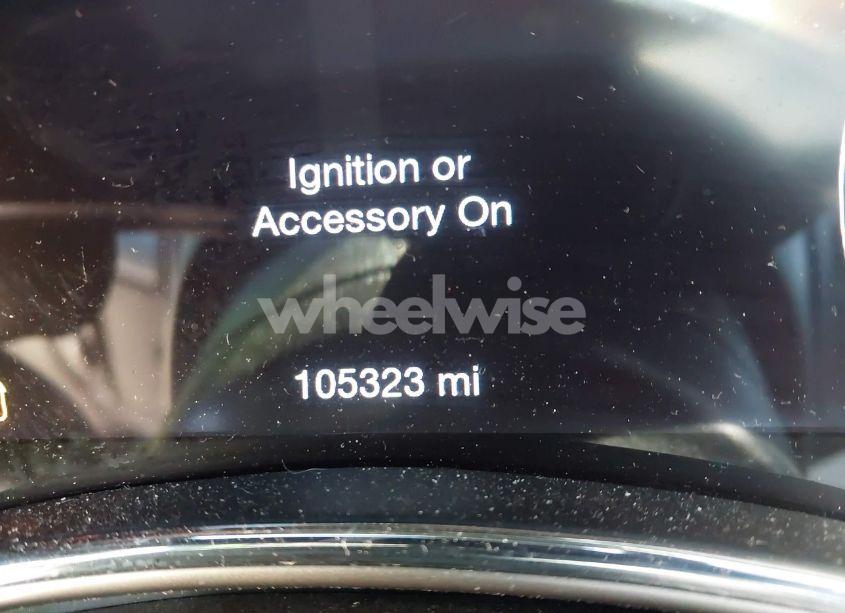 Ignition or
Accessory On
wheelwise
105323 mi